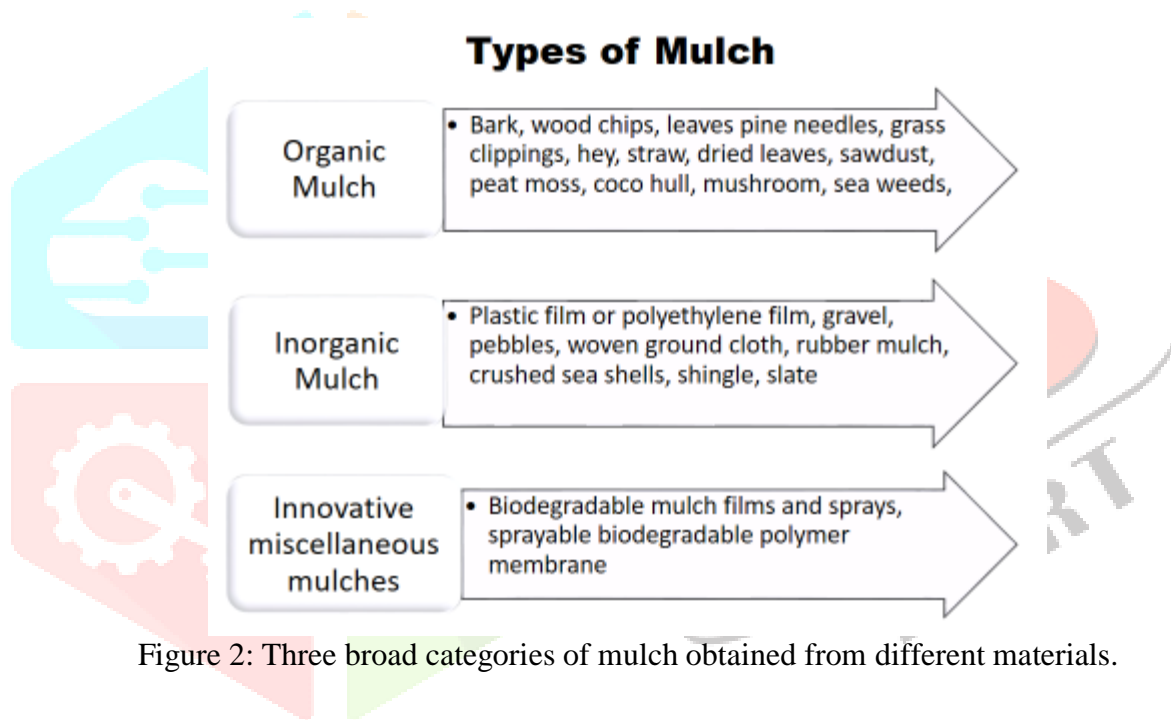 Types of Mulch
Organic
Mulch
• Bark, wood chips, leaves pine needles, grass
clippings, hey, straw, dried leaves, sawdust,
peat moss, coco hull, mushroom, sea weeds,
Inorganic
Mulch
• Plastic film or polyethylene film, gravel,
pebbles, woven ground cloth, rubber mulch,
crushed sea shells, shingle, slate
Innovative
miscellaneous
mulches
• Biodegradable mulch films and sprays,
sprayable biodegradable polymer
membrane
Figure 2: Three broad categories of mulch obtained from different materials.